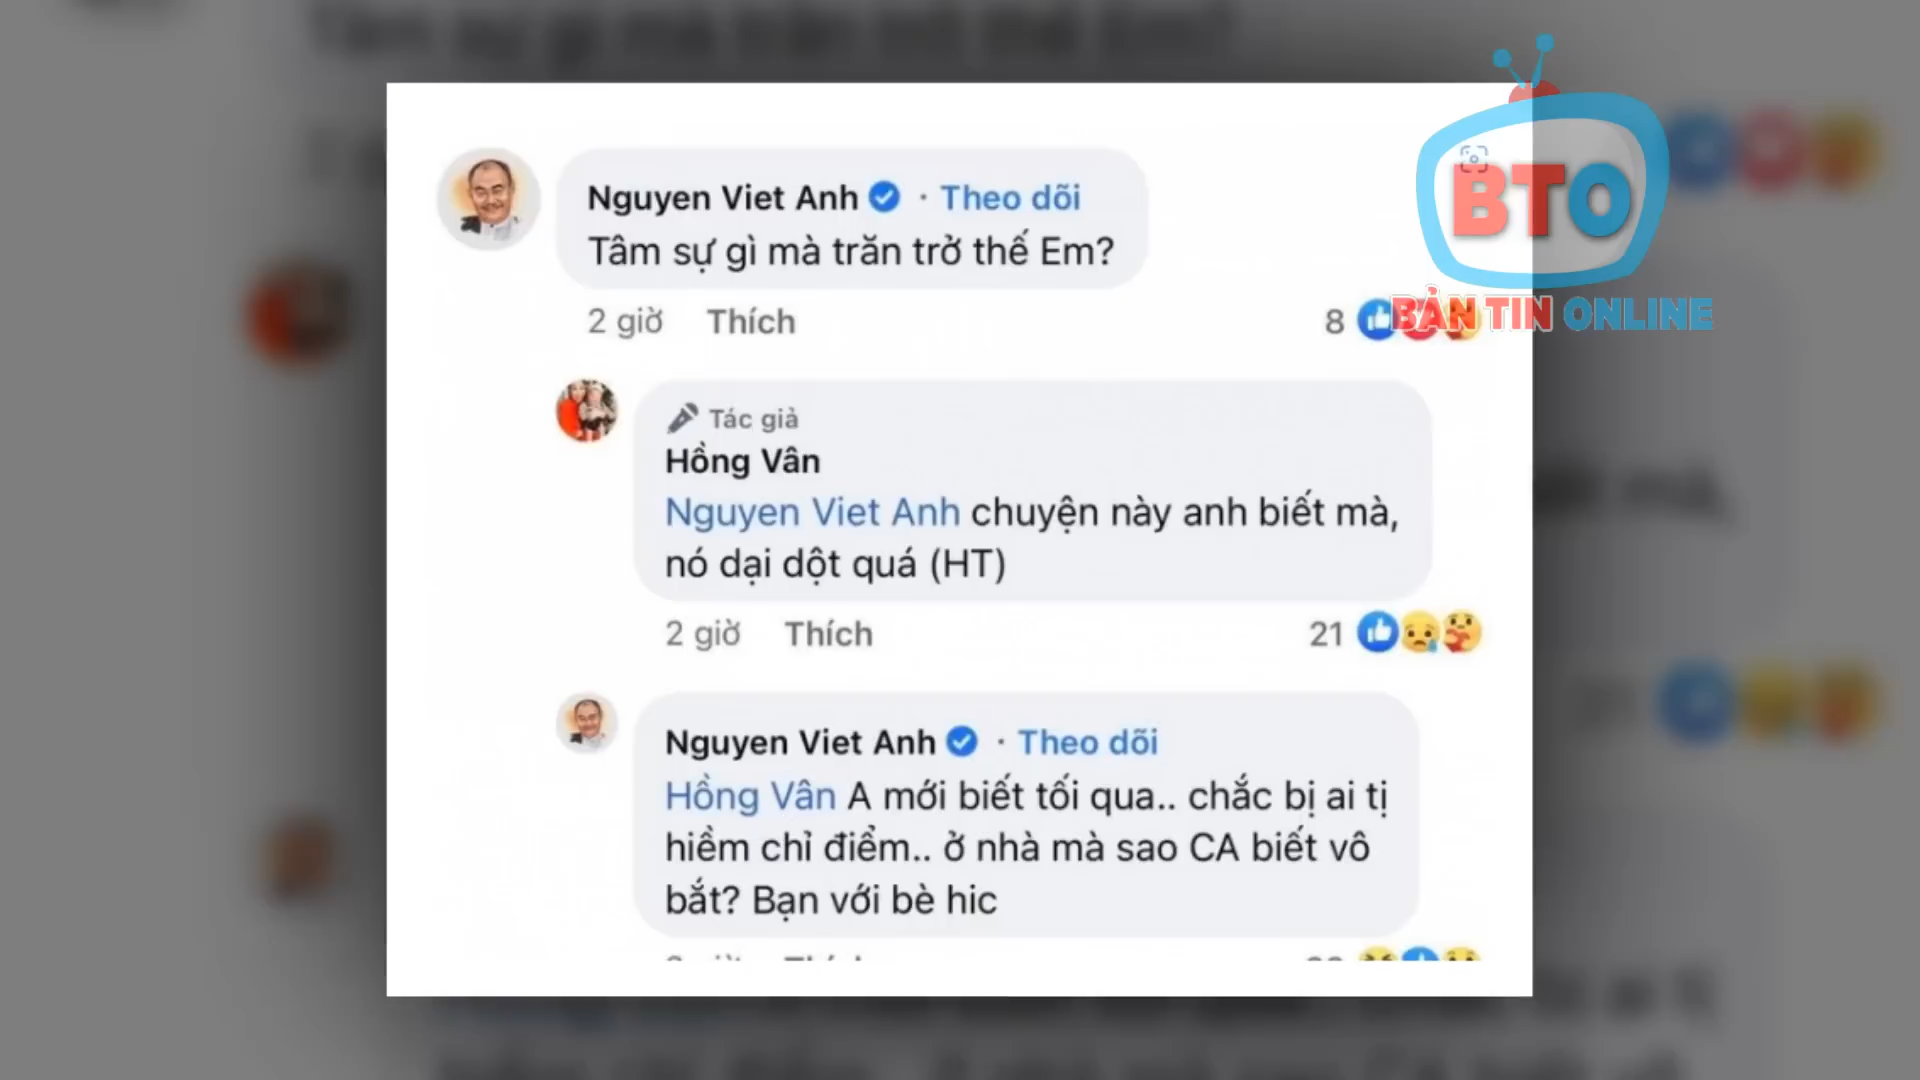 Nguyen Viet Anh · Theo dõi
Tâm sự gì mà trăn trở thế Em?
2 giờ Thích 8
BTO
BẢN TIN ONLINE
Tác giả
Hồng Vân
Nguyen Viet Anh chuyện này anh biết mà,
nó dại dột quá (HT)
2 giờ Thích 21
Nguyen Viet Anh · Theo dõi
Hồng Vân A mới biết tối qua.. chắc bị ai tị
hiềm chỉ điểm.. ở nhà mà sao CA biết vô
bắt? Bạn với bè hic